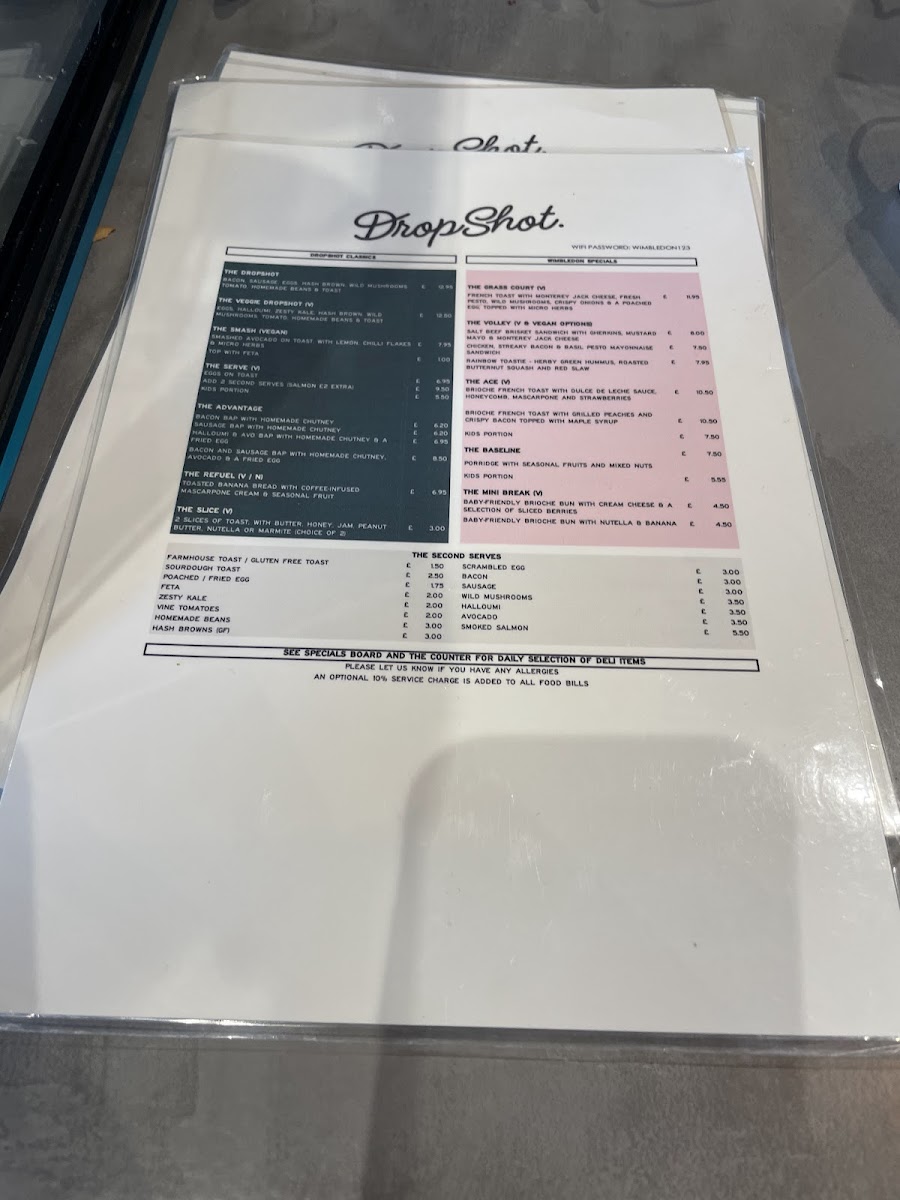 DropShot.
DropShot.
WIFI PASSWORD: WIMBLEDON123
DROPSHOT CLASSICS
THE DROPSHOT
BACON, SAUSAGE, EGGS, HASH BROWN, WILD MUSHROOMS £ 12.95
TOMATO, HOMEMADE BEANS & TOAST
THE VEGGIE DROPSHOT (V)
EGGS, HALLOUMI, ZESTY KALE, HASH BROWN, WILD
MUSHROOMS, TOMATO, HOMEMADE BEANS & TOAST £ 12.50
THE SMASH (VEGAN)
SMASHED AVOCADO ON TOAST WITH LEMON, CHILLI FLAKES £ 7.95
& MICRO HERBS
TOP WITH FETA £ 1.00
THE SERVE (V)
EGGS ON TOAST £ 6.95
ADD 2 SECOND SERVES (SALMON £2 EXTRA) £ 9.50
KIDS PORTION £ 5.50
THE ADVANTAGE
BACON BAP WITH HOMEMADE CHUTNEY £ 6.20
SAUSAGE BAP WITH HOMEMADE CHUTNEY £ 6.20
HALLOUMI & AVO BAP WITH HOMEMADE CHUTNEY & A £ 6.95
FRIED EGG
BACON AND SAUSAGE BAP WITH HOMEMADE CHUTNEY, £ 8.50
AVOCADO & A FRIED EGG
THE REFUEL (V / N)
TOASTED BANANA BREAD WITH COFFEE-INFUSED £ 6.95
MASCARPONE CREAM & SEASONAL FRUIT
THE SLICE (V)
2 SLICES OF TOAST, WITH BUTTER, HONEY, JAM, PEANUT £ 3.00
BUTTER, NUTELLA OR MARMITE (CHOICE OF 2)
WIMBLEDON SPECIALS
THE GRASS COURT (V)
FRENCH TOAST WITH MONTEREY JACK CHEESE, FRESH £ 11.95
PESTO, WILD MUSHROOMS, CRISPY ONIONS & A POACHED
EGG TOPPED WITH MICRO HERBS
THE VOLLEY (V & VEGAN OPTIONS)
SALT BEEF BRISKET SANDWICH WITH GHERKINS, MUSTARD £ 8.00
MAYO & MONTEREY JACK CHEESE
CHICKEN, STREAKY BACON & BASIL PESTO MAYONNAISE £ 7.50
SANDWICH
RAINBOW TOASTIE - HERBY GREEN HUMMUS, ROASTED £ 7.95
BUTTERNUT SQUASH AND RED SLAW
THE ACE (V)
BRIOCHE FRENCH TOAST WITH DULCE DE LECHE SAUCE, £ 10.50
HONEYCOMB, MASCARPONE AND STRAWBERRIES
BRIOCHE FRENCH TOAST WITH GRILLED PEACHES AND
CRISPY BACON TOPPED WITH MAPLE SYRUP £ 10.50
KIDS PORTION £ 7.50
THE BASELINE £ 7.50
PORRIDGE WITH SEASONAL FRUITS AND MIXED NUTS
KIDS PORTION £ 5.55
THE MINI BREAK (V)
BABY-FRIENDLY BRIOCHE BUN WITH CREAM CHEESE & A £ 4.50
SELECTION OF SLICED BERRIES
BABY-FRIENDLY BRIOCHE BUN WITH NUTELLA & BANANA £ 4.50
THE SECOND SERVES
FARMHOUSE TOAST / GLUTEN FREE TOAST £ 1.50
SOURDOUGH TOAST £ 2.50
POACHED / FRIED EGG £ 1.75
FETA £ 2.00
ZESTY KALE £ 2.00
VINE TOMATOES £ 2.00
HOMEMADE BEANS £ 3.00
HASH BROWNS (GF) £ 3.00
SCRAMBLED EGG £ 3.00
BACON £ 3.00
SAUSAGE £ 3.00
WILD MUSHROOMS £ 3.50
HALLOUMI £ 3.50
AVOCADO £ 3.50
SMOKED SALMON £ 5.50
SEE SPECIALS BOARD AND THE COUNTER FOR DAILY SELECTION OF DELI ITEMS
PLEASE LET US KNOW IF YOU HAVE ANY ALLERGIES
AN OPTIONAL 10% SERVICE CHARGE IS ADDED TO ALL FOOD BILLS